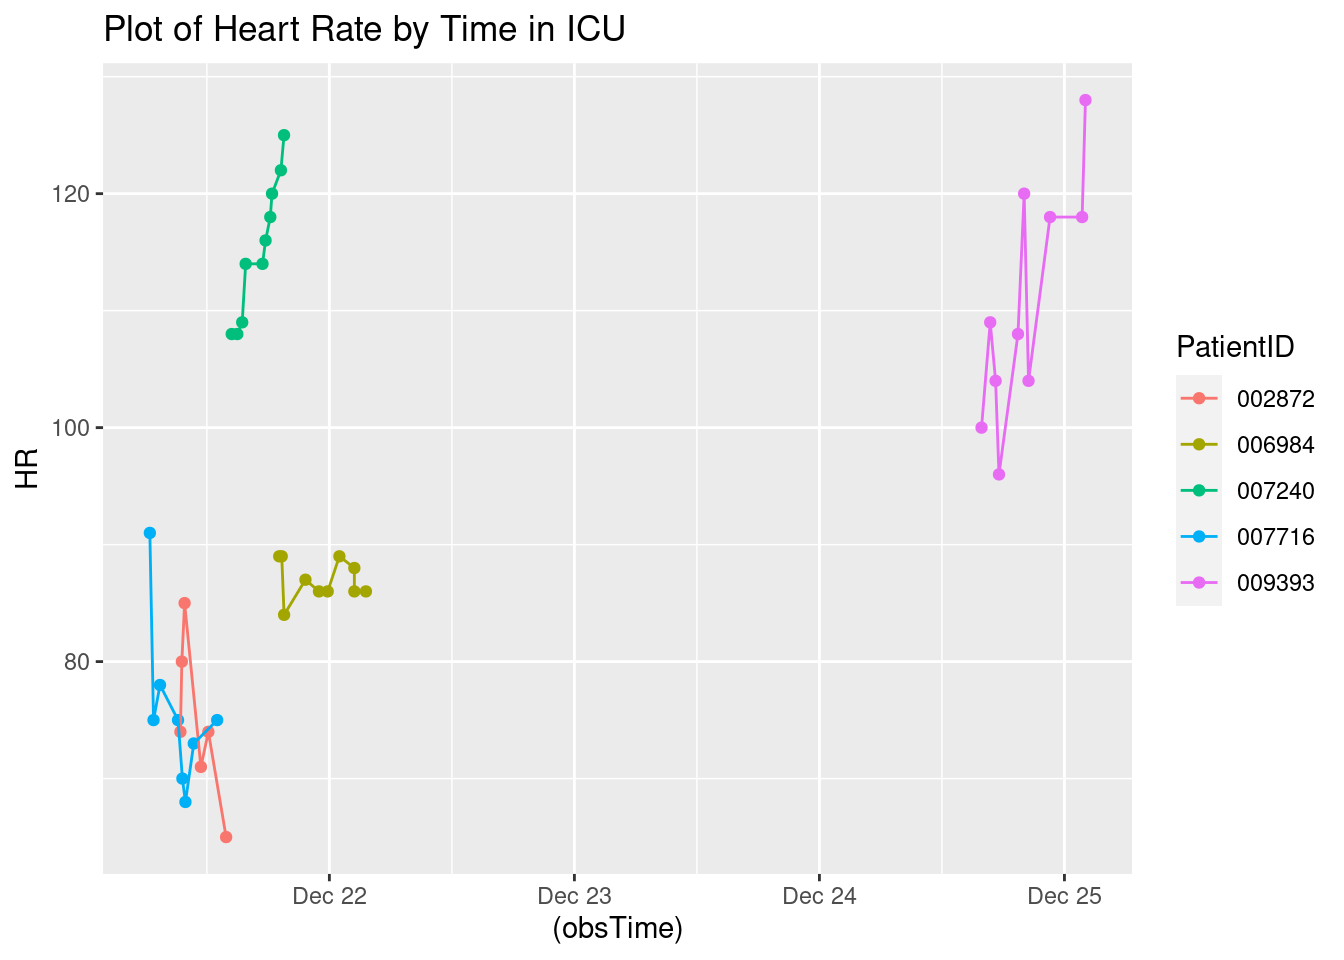 Plot of Heart Rate by Time in ICU
HR
120
100
80
Dec 22
Dec 23
Dec 24
Dec 25
(obsTime)
PatientID
002872
006984
007240
007716
009393